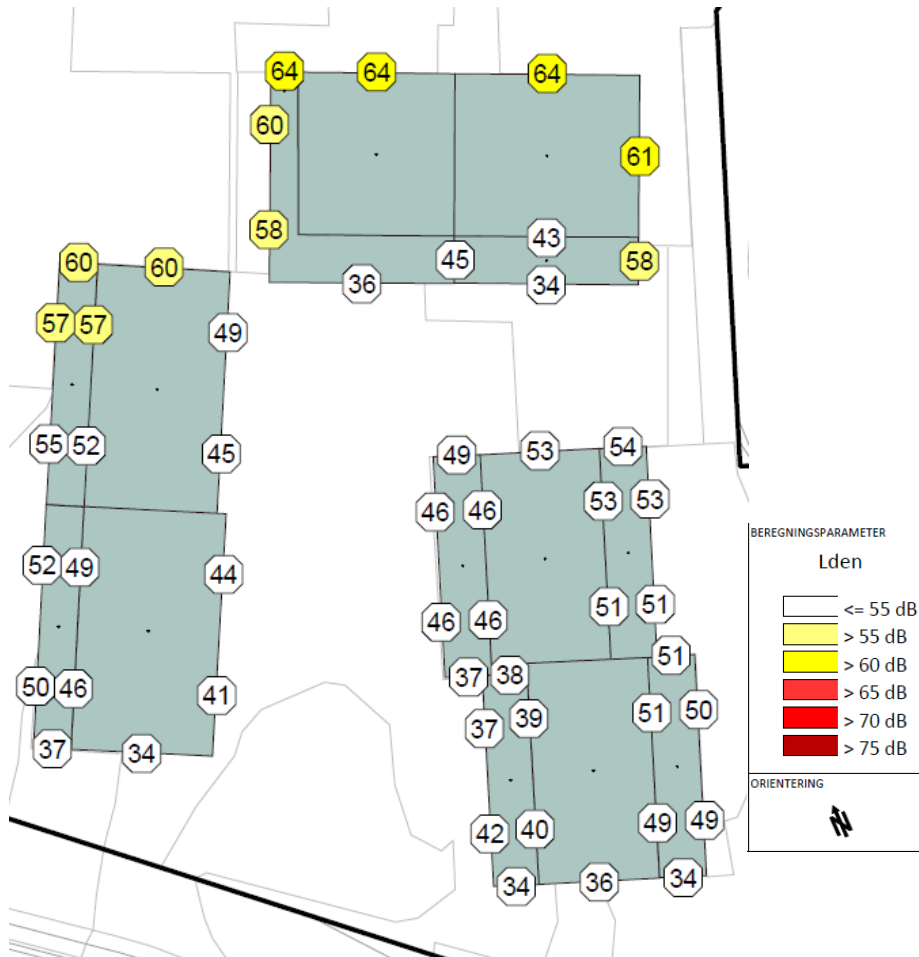 64 64 64
60
61
58
43
45
58
36 34
60 60
57 57 49
55 52 45
52 49 44
50 46 41
37 34
49 53 54
46 46 53 53
46 46 51 51
37 38 51
37 39 51 50
42 40 49 49
34 36 34
BEREGNINGSPARAMETER
Lden
<= 55 dB
> 55 dB
> 60 dB
> 65 dB
> 70 dB
> 75 dB
ORIENTERING
N